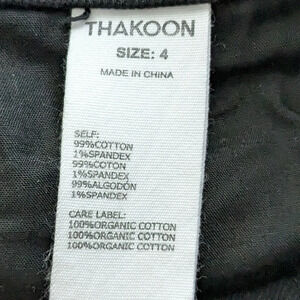 THAKOON
SIZE: 4
MADE IN CHINA
SELF:
99%COTTON
1%SPANDEX
99%COTON
1%SPANDEX
99%ALGODÓN
1%SPANDEX
CARE LABEL:
100%ORGANIC COTTON
100%ORGANIC COTTON
100%ORGANIC COTTON